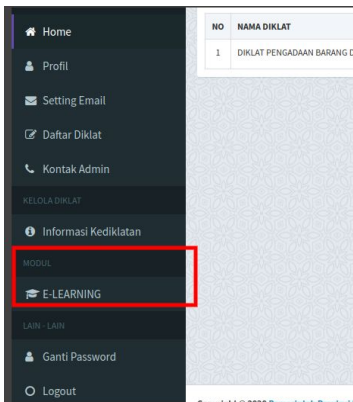 Home
Profil
Setting Email
Daftar Diklat
Kontak Admin
KELOLA DIKLAT
Informasi Kediklatan
MODUL
E-LEARNING
LAIN - LAIN
Ganti Password
Logout
NO NAMA DIKLAT
1 DIKLAT PENGADAAN BARANG D